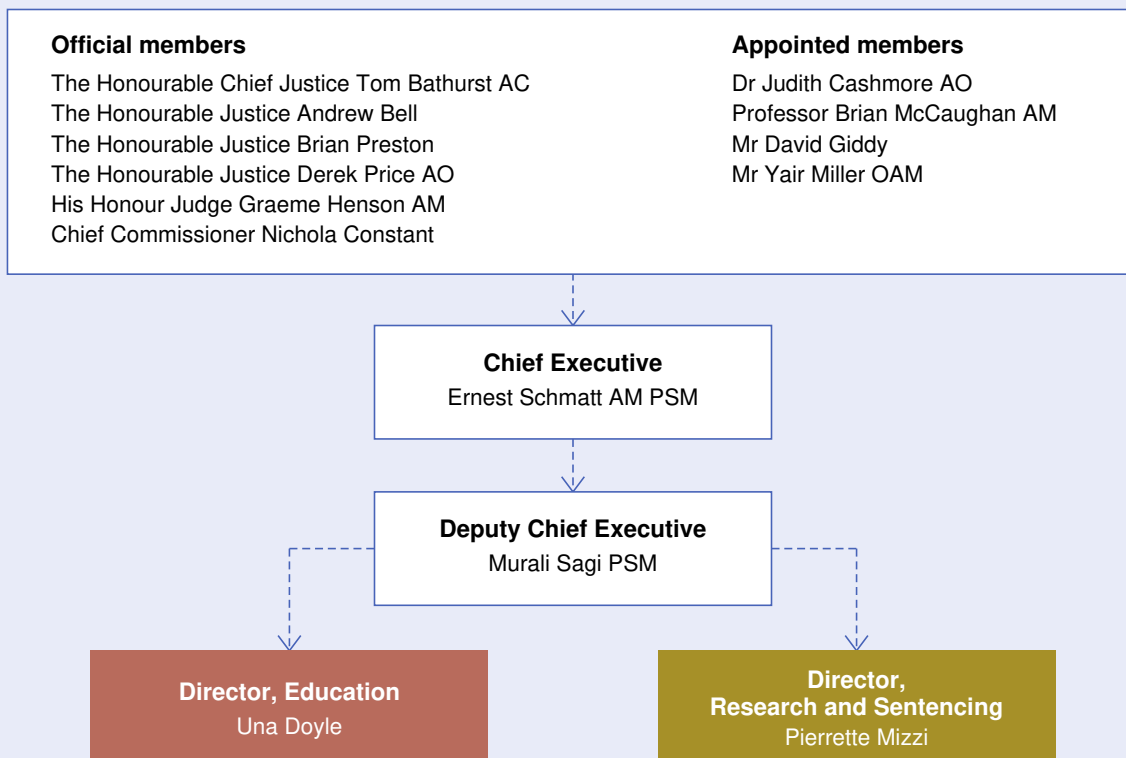 Official members
The Honourable Chief Justice Tom Bathurst AC
The Honourable Justice Andrew Bell
The Honourable Justice Brian Preston
The Honourable Justice Derek Price AO
His Honour Judge Graeme Henson AM
Chief Commissioner Nichola Constant
Appointed members
Dr Judith Cashmore AO
Professor Brian McCaughan AM
Mr David Giddy
Mr Yair Miller OAM
Chief Executive
Ernest Schmatt AM PSM
Deputy Chief Executive
Murali Sagi PSM
Director, Education
Una Doyle
Director,
Research and Sentencing
Pierrette Mizzi